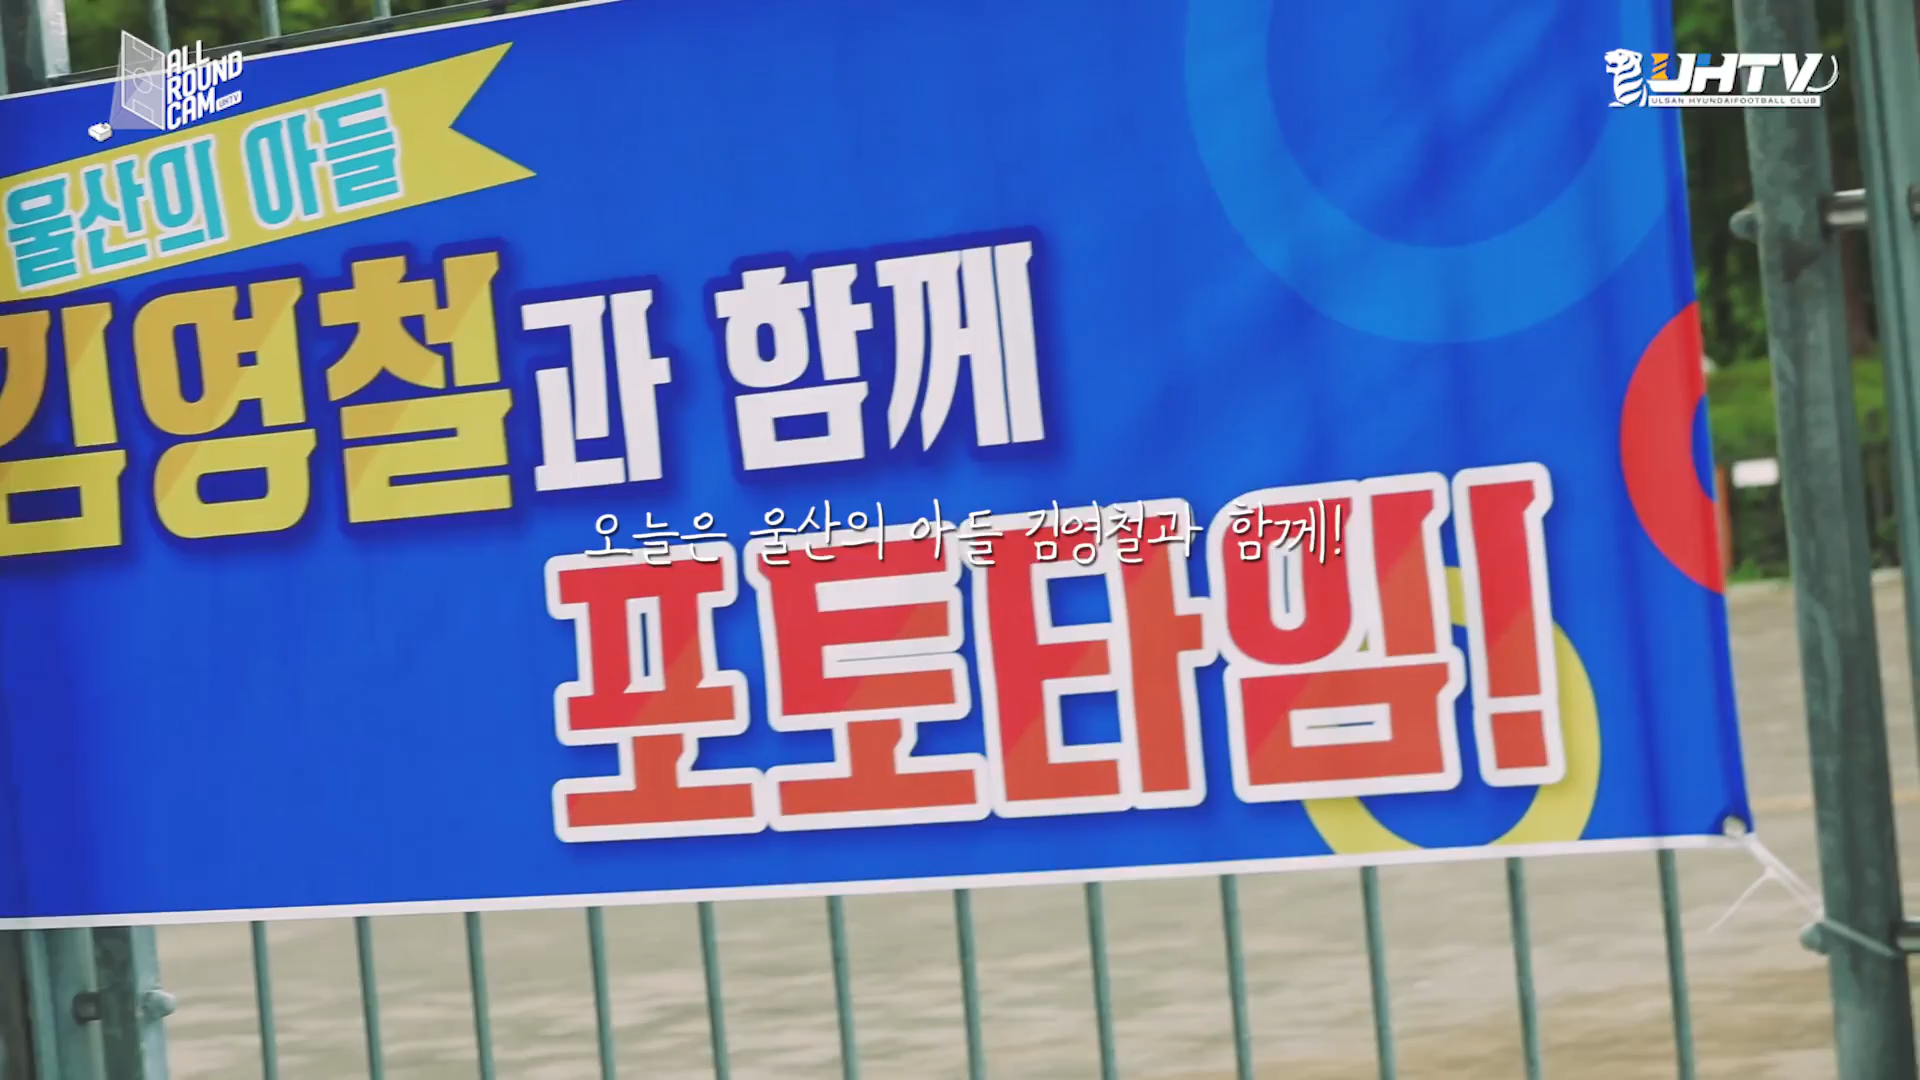 ALL
ROUND
CAM UHTV
UHTV
ULSAN HYUNDAI FOOTBALL CLUB
울산의 아들
김영철과 함께
오늘은 울산의 아들 김영철과 함께!
포토타임!